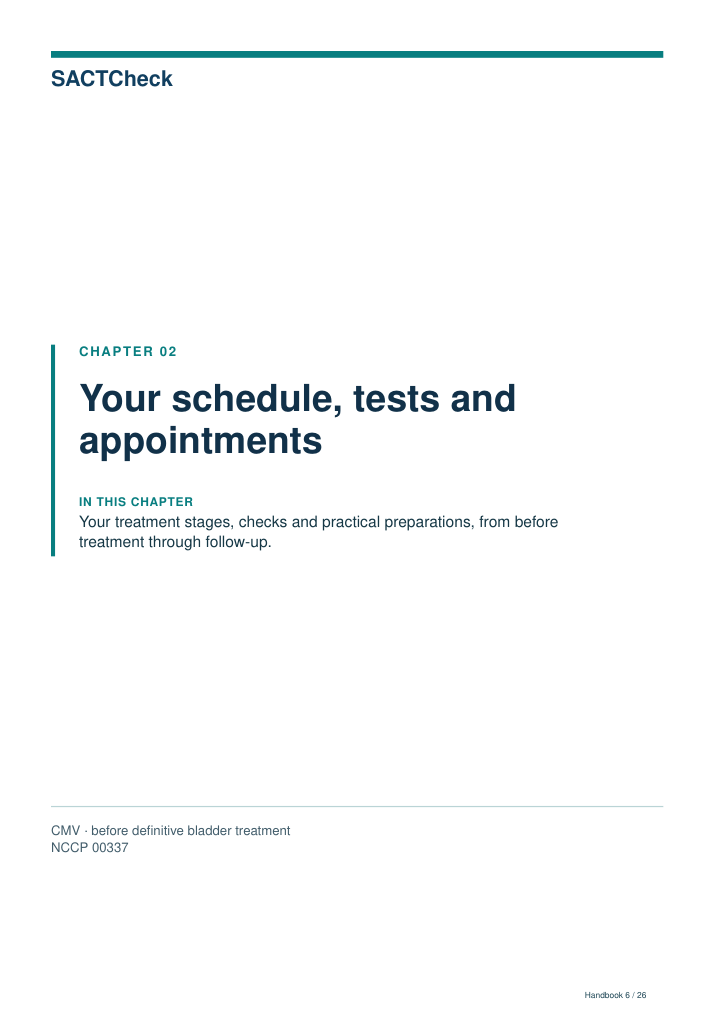 SACTCheck
CHAPTER 02
Your schedule, tests and
appointments
IN THIS CHAPTER
Your treatment stages, checks and practical preparations, from before
treatment through follow-up.
CMV · before definitive bladder treatment
NCCP 00337
Handbook 6 / 26